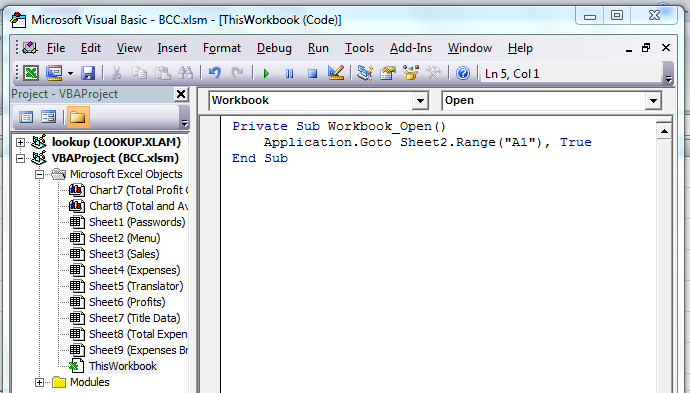 Microsoft Visual Basic - BCC.xlsm - [ThisWorkbook (Code)]
File Edit View Insert Format Debug Run Tools Add-Ins Window Help
Ln 5, Col 1
Project - VBAProject
Workbook Open
lookup (LOOKUP.XLAM)
VBAProject (BCC.xlsm)
Microsoft Excel Objects
Chart7 (Total Profit C
Chart8 (Total and Av
Sheet1 (Passwords)
Sheet2 (Menu)
Sheet3 (Sales)
Sheet4 (Expenses)
Sheet5 (Translator)
Sheet6 (Profits)
Sheet7 (Title Data)
Sheet8 (Total Expen
Sheet9 (Expenses Br
ThisWorkbook
Modules
Private Sub Workbook_Open()
Application.Goto Sheet2.Range("A1"), True
End Sub